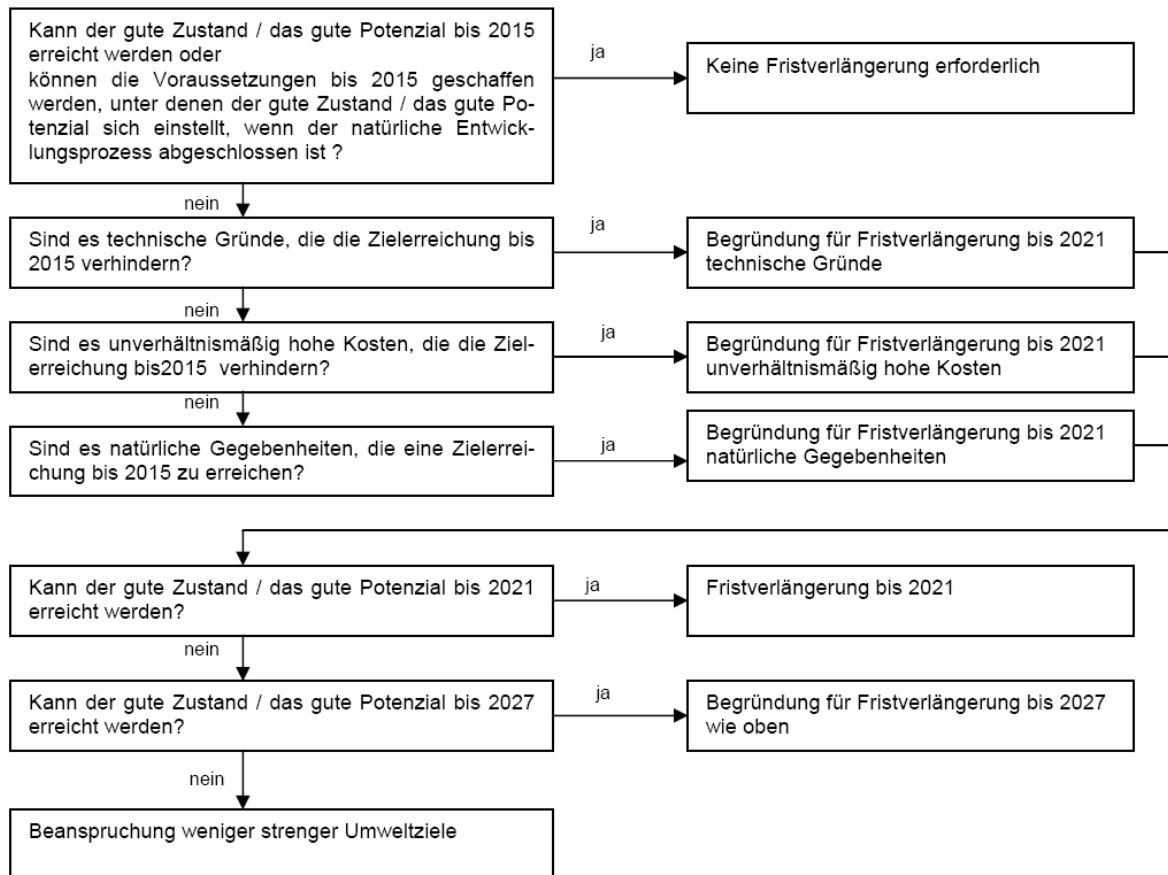 Kann der gute Zustand / das gute Potenzial bis 2015
erreicht werden oder
können die Voraussetzungen bis 2015 geschaffen
werden, unter denen der gute Zustand / das gute Po-
tenzial sich einstellt, wenn der natürliche Entwick-
lungsprozess abgeschlossen ist ?
ja
Keine Fristverlängerung erforderlich
nein
Sind es technische Gründe, die die Zielerreichung bis
2015 verhindern?
ja
Begründung für Fristverlängerung bis 2021
technische Gründe
nein
Sind es unverhältnismäßig hohe Kosten, die die Ziel-
erreichung bis2015 verhindern?
ja
Begründung für Fristverlängerung bis 2021
unverhältnismäßig hohe Kosten
nein
Sind es natürliche Gegebenheiten, die eine Zielerrei-
chung bis 2015 zu erreichen?
ja
Begründung für Fristverlängerung bis 2021
natürliche Gegebenheiten
Kann der gute Zustand / das gute Potenzial bis 2021
erreicht werden?
ja
Fristverlängerung bis 2021
nein
Kann der gute Zustand / das gute Potenzial bis 2027
erreicht werden?
ja
Begründung für Fristverlängerung bis 2027
wie oben
nein
Beanspruchung weniger strenger Umweltziele